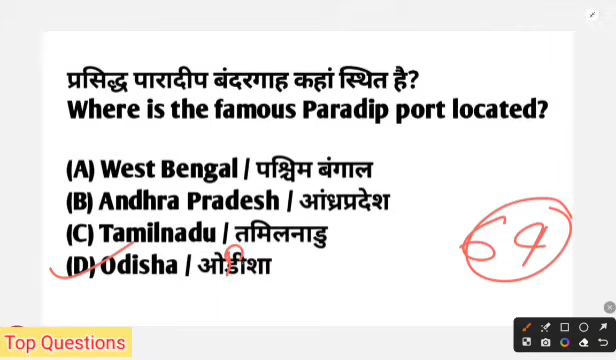 प्रसिद्ध पारादीप बंदरगाह कहां स्थित है?
Where is the famous Paradip port located?
(A) West Bengal / पश्चिम बंगाल
(B) Andhra Pradesh / आंध्रप्रदेश
(C) Tamilnadu / तमिलनाडु
(D) Odisha / ओडीशा
64
Top Questions